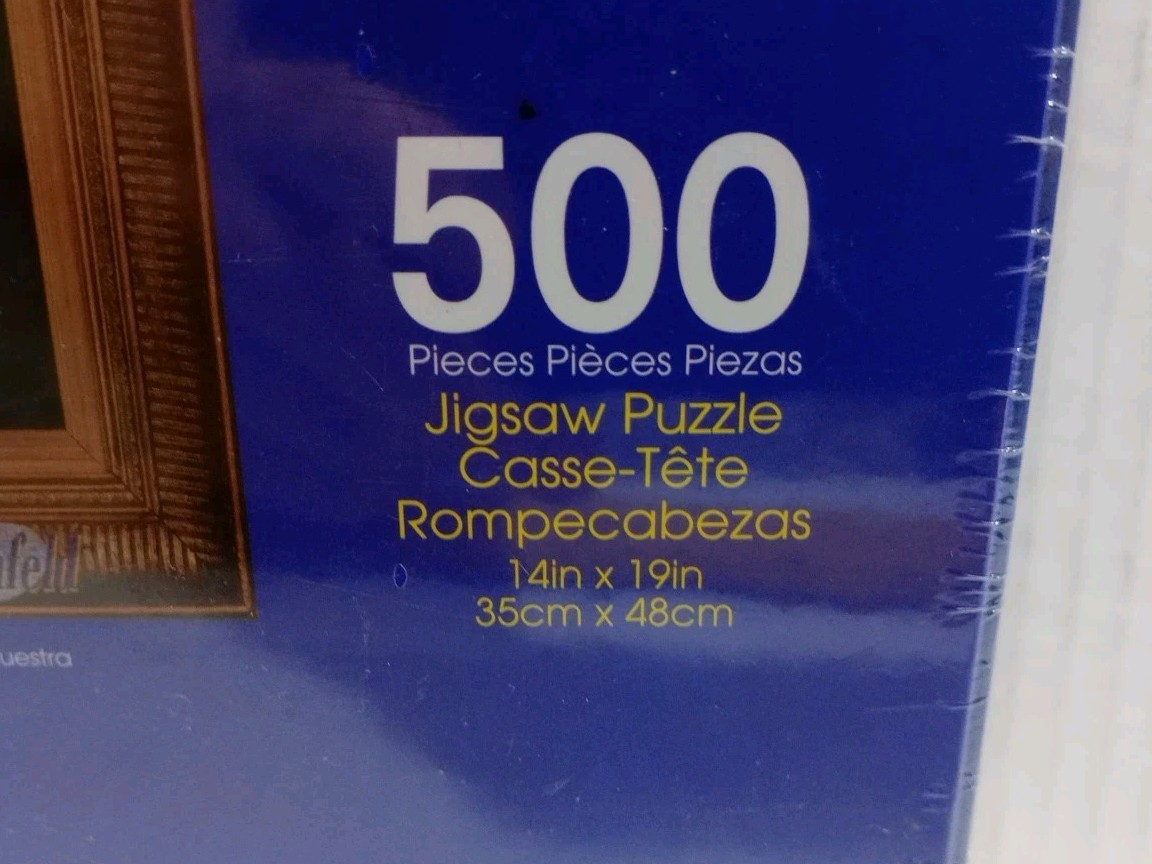 500
Pieces Pièces Piezas
Jigsaw Puzzle
Casse-Tête
Rompecabezas
14in x 19in
35cm x 48cm